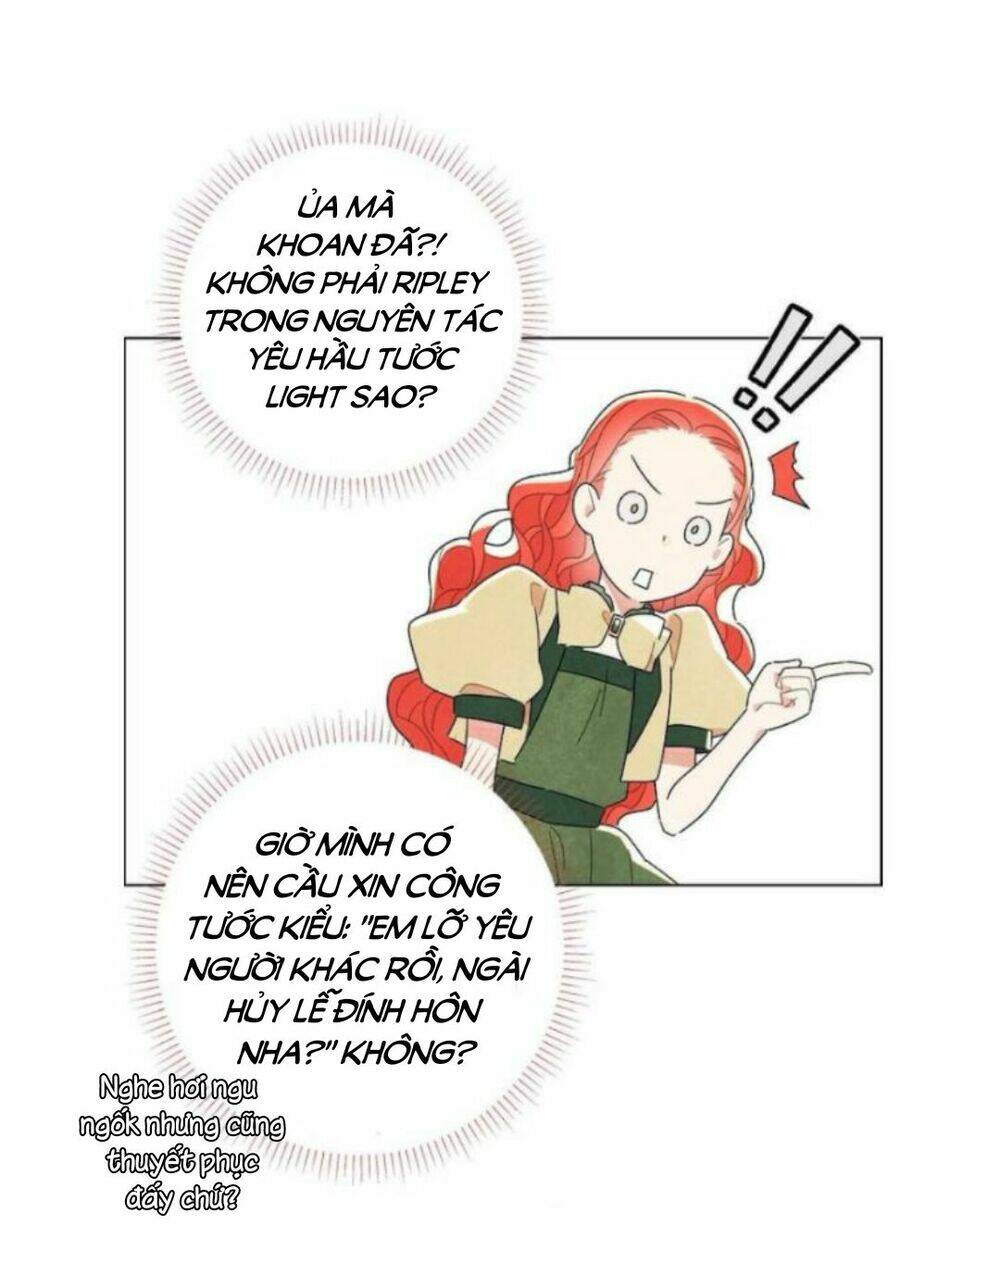 ỦA MÀ
KHOAN ĐÃ?!
KHÔNG PHẢI RIPLEY
TRONG NGUYÊN TÁC
YÊU HẦU TƯỚC
LIGHT SAO?
!!
GIỜ MÌNH CÓ
NÊN CẦU XIN CÔNG
TƯỚC KIỂU: "EM LỠ YÊU
NGƯỜI KHÁC RỒI, NGÀI
HỦY LỄ ĐÍNH HÔN
NHA?" KHÔNG?
Nghe hơi ngu
ngốk nhưng cũng
thuyết phục
đấy chứ?